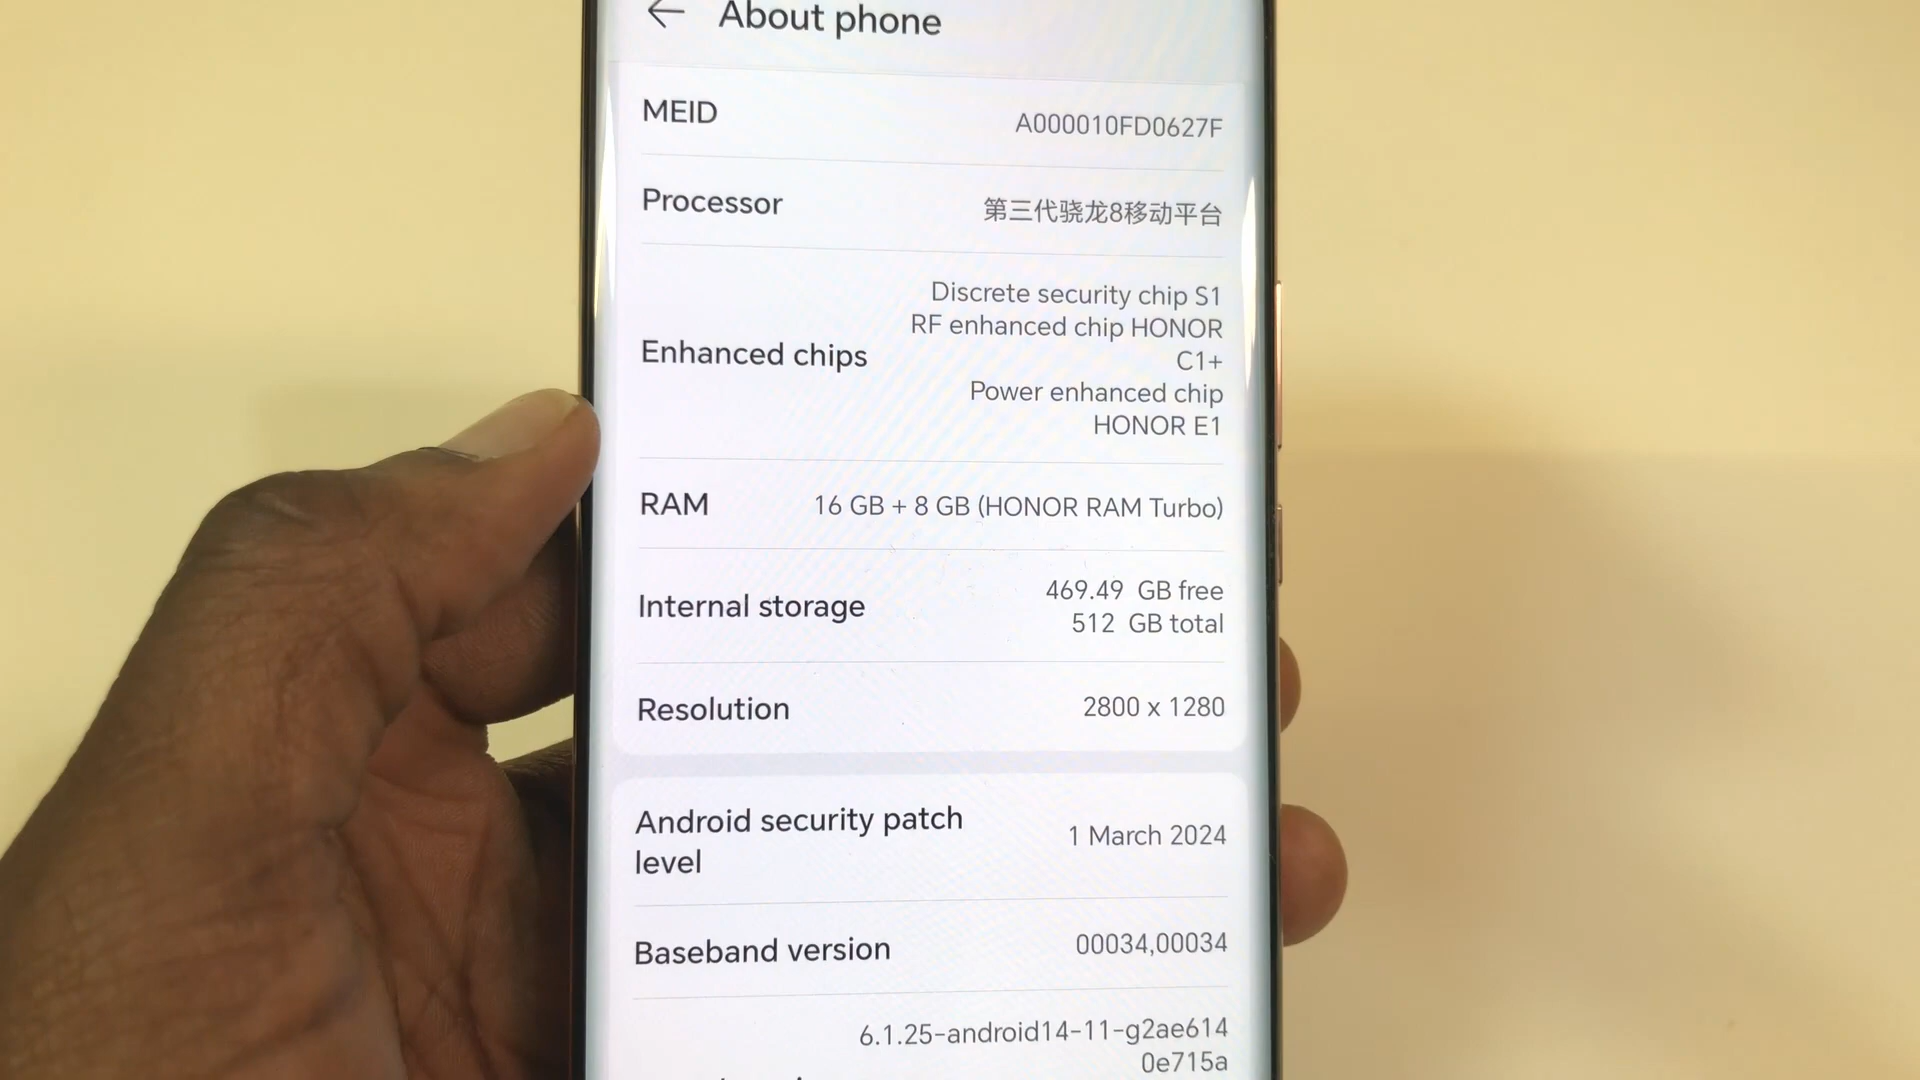 About phone
MEID
A000010FD0627F
Processor
第三代骁龙8移动平台
Enhanced chips
Discrete security chip S1
RF enhanced chip HONOR
C1+
Power enhanced chip
HONOR E1
RAM
16 GB + 8 GB (HONOR RAM Turbo)
Internal storage
469.49 GB free
512 GB total
Resolution
2800 x 1280
Android security patch
level
1 March 2024
Baseband version
00034,00034
6.1.25-android14-11-g2ae614
0e715a